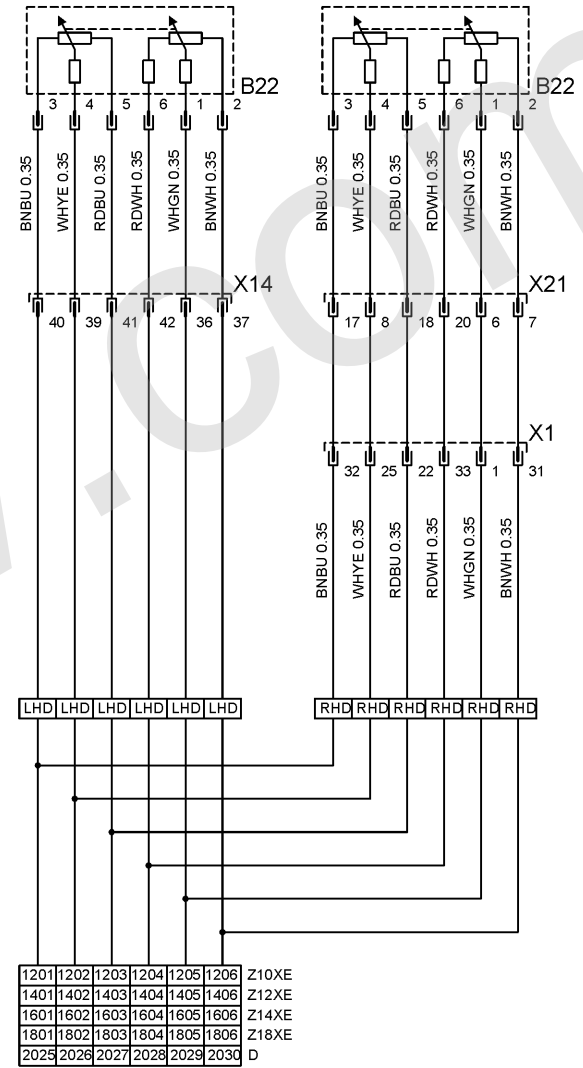 B22 B22
3 4 5 6 1 2 3 4 5 6 1 2
BNBU 0.35 WHYE 0.35 RDBU 0.35 RDWH 0.35 WHGN 0.35 BNWH 0.35 BNBU 0.35 WHYE 0.35 RDBU 0.35 RDWH 0.35 WHGN 0.35 BNWH 0.35
X14 X21
40 39 41 42 36 37 17 8 18 20 6 7
X1
32 25 22 33 1 31
BNBU 0.35 WHYE 0.35 RDBU 0.35 RDWH 0.35 WHGN 0.35 BNWH 0.35
LHD LHD LHD LHD LHD LHD RHD RHD RHD RHD RHD RHD
1201 1202 1203 1204 1205 1206 Z10XE
1401 1402 1403 1404 1405 1406 Z12XE
1601 1602 1603 1604 1605 1606 Z14XE
1801 1802 1803 1804 1805 1806 Z18XE
2025 2026 2027 2028 2029 2030 D
.com